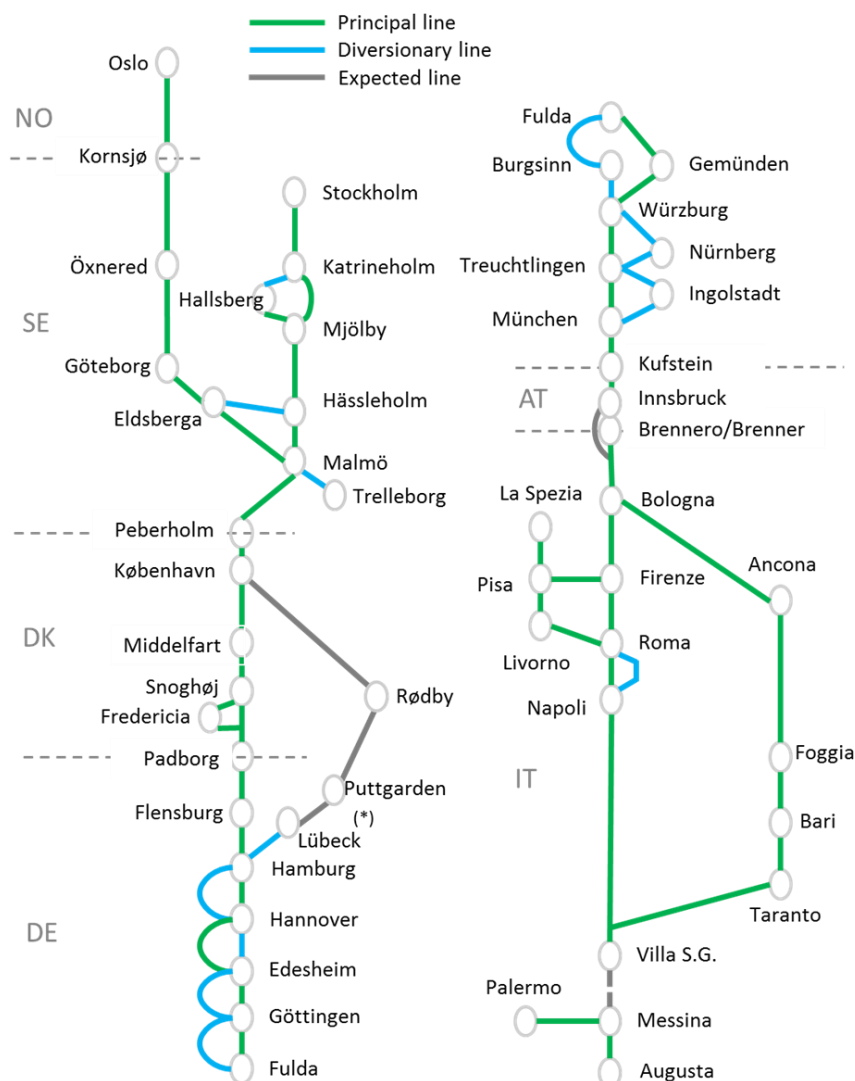 Principal line
Diversionary line
Expected line
Oslo
NO
Kornsjø
Stockholm
Öxnered
Katrineholm
Hallsberg
SE
Mjölby
Göteborg
Eldsberga
Hässleholm
Malmö
Trelleborg
Peberholm
København
DK
Middelfart
Snoghøj
Fredericia
Rødby
Padborg
Puttgarden
(*)
Flensburg
Lübeck
Hamburg
DE
Hannover
Edesheim
Göttingen
Fulda
Fulda
Burgsinn
Gemünden
Würzburg
Nürnberg
Treuchtlingen
Ingolstadt
München
Kufstein
AT
Innsbruck
Brennero/Brenner
La Spezia
Bologna
Ancona
Pisa
Firenze
Livorno
Roma
Napoli
Foggia
IT
Bari
Taranto
Villa S.G.
Palermo
Messina
Augusta